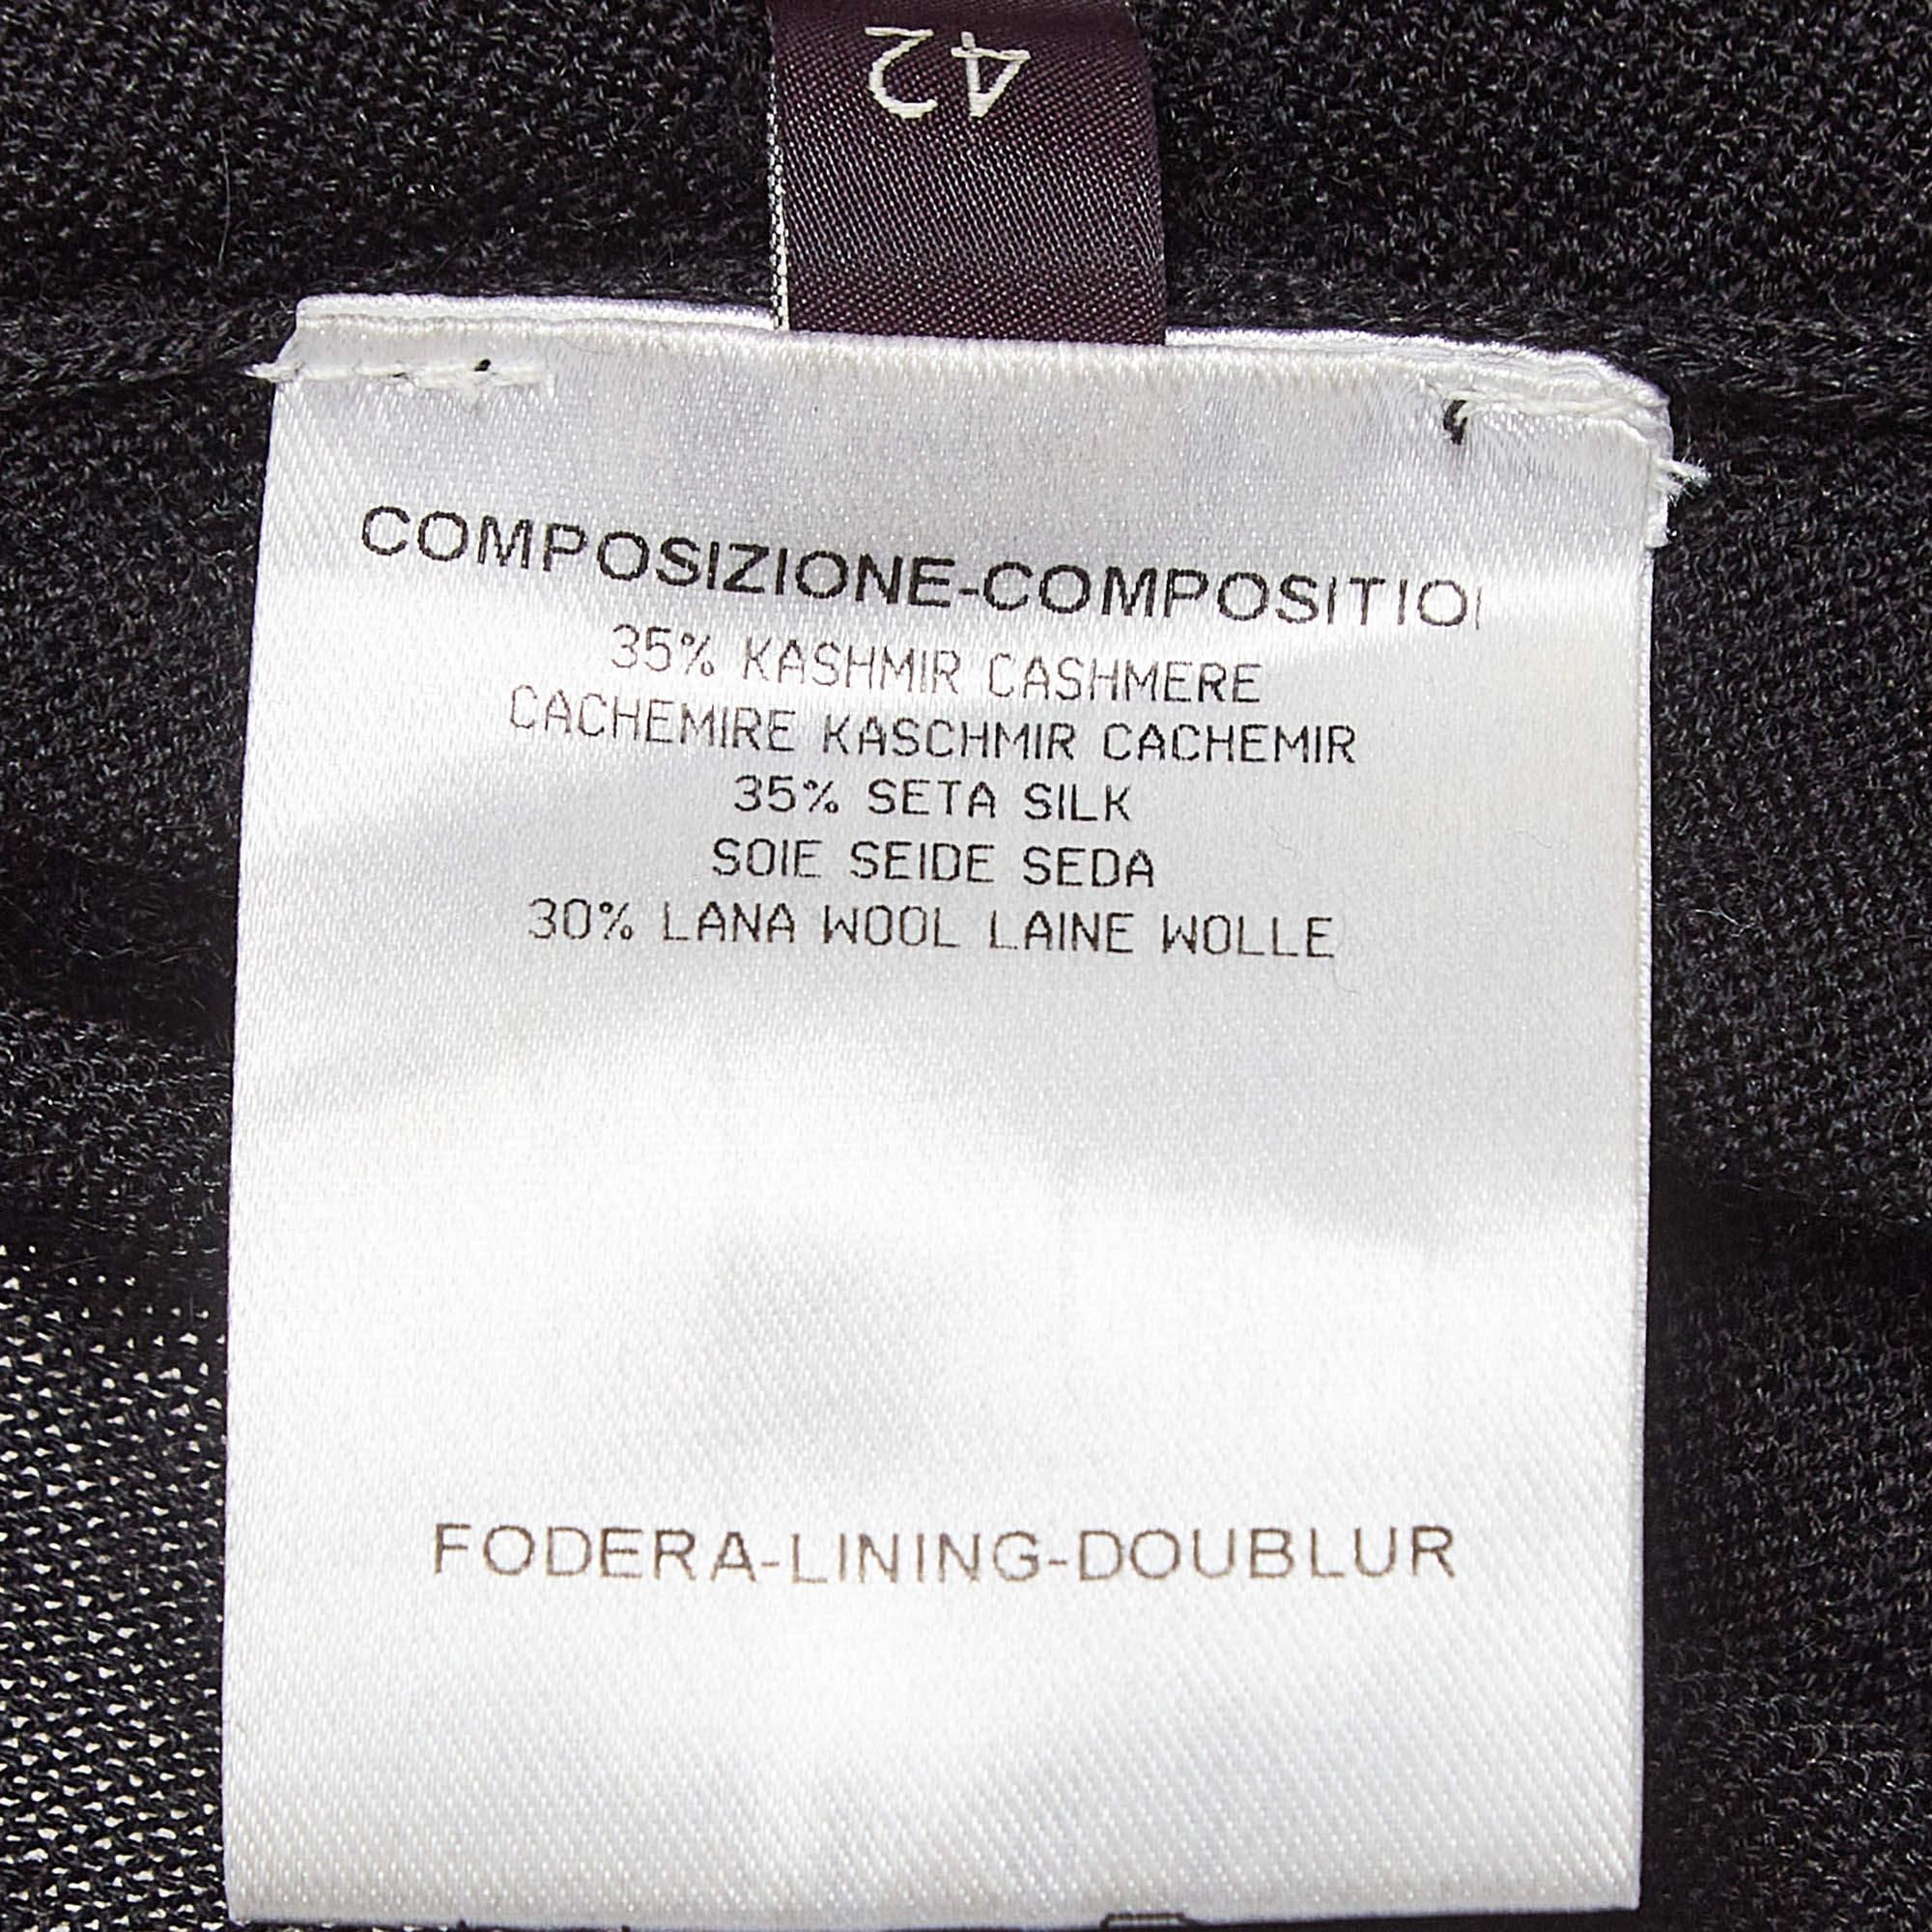 42
COMPOSIZIONE-COMPOSITIO
35% KASHMIR CASHMERE
CACHEMIRE KASCHMIR CACHEMIR
35% SETA SILK
SOIE SEIDE SEDA
30% LANA WOOL LAINE WOLLE
FODERA-LINING-DOUBLUR